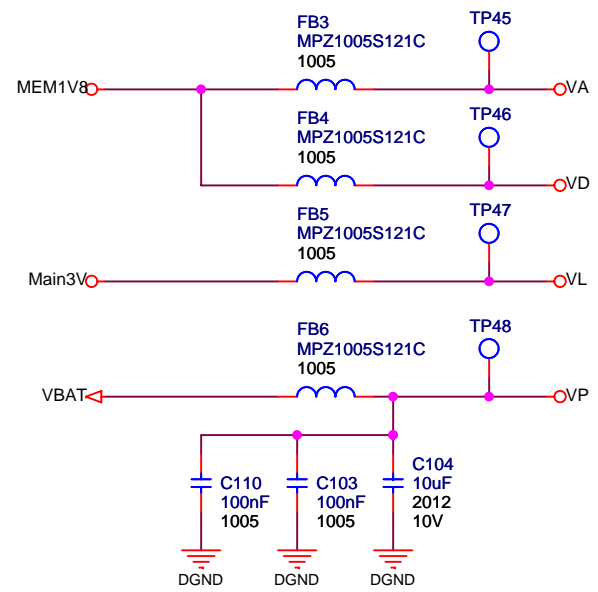 FB3
MPZ1005S121C
1005
TP45
MEM1V8
VA
FB4
MPZ1005S121C
1005
TP46
VD
FB5
MPZ1005S121C
1005
TP47
Main3V
VL
FB6
MPZ1005S121C
1005
TP48
VBAT
VP
C110
100nF
1005
C103
100nF
1005
C104
10uF
2012
10V
DGND
DGND
DGND